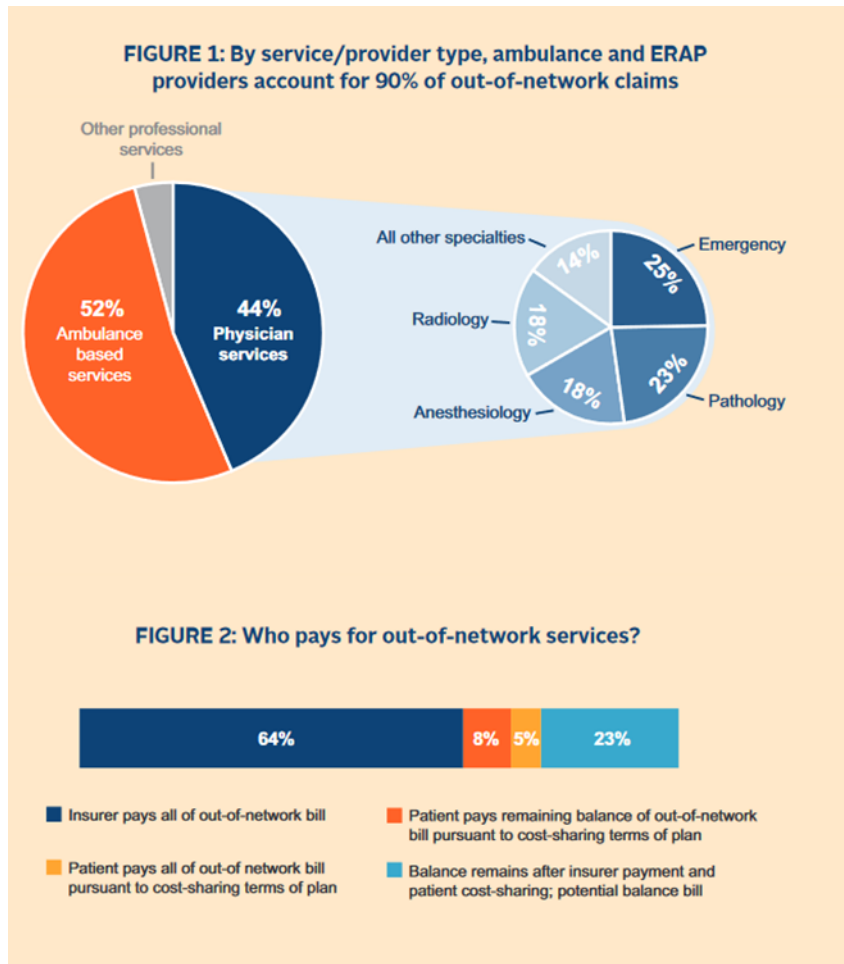 FIGURE 1: By service/provider type, ambulance and ERAP
providers account for 90% of out-of-network claims
Other professional
services
52%
Ambulance
based
services
44%
Physician
services
All other specialties
14%
Emergency
25%
Radiology
18%
Pathology
23%
Anesthesiology
18%
FIGURE 2: Who pays for out-of-network services?
64%
8%
5%
23%
Insurer pays all of out-of-network bill
Patient pays remaining balance of out-of-network
bill pursuant to cost-sharing terms of plan
Patient pays all of out-of network bill
pursuant to cost-sharing terms of plan
Balance remains after insurer payment and
patient cost-sharing; potential balance bill